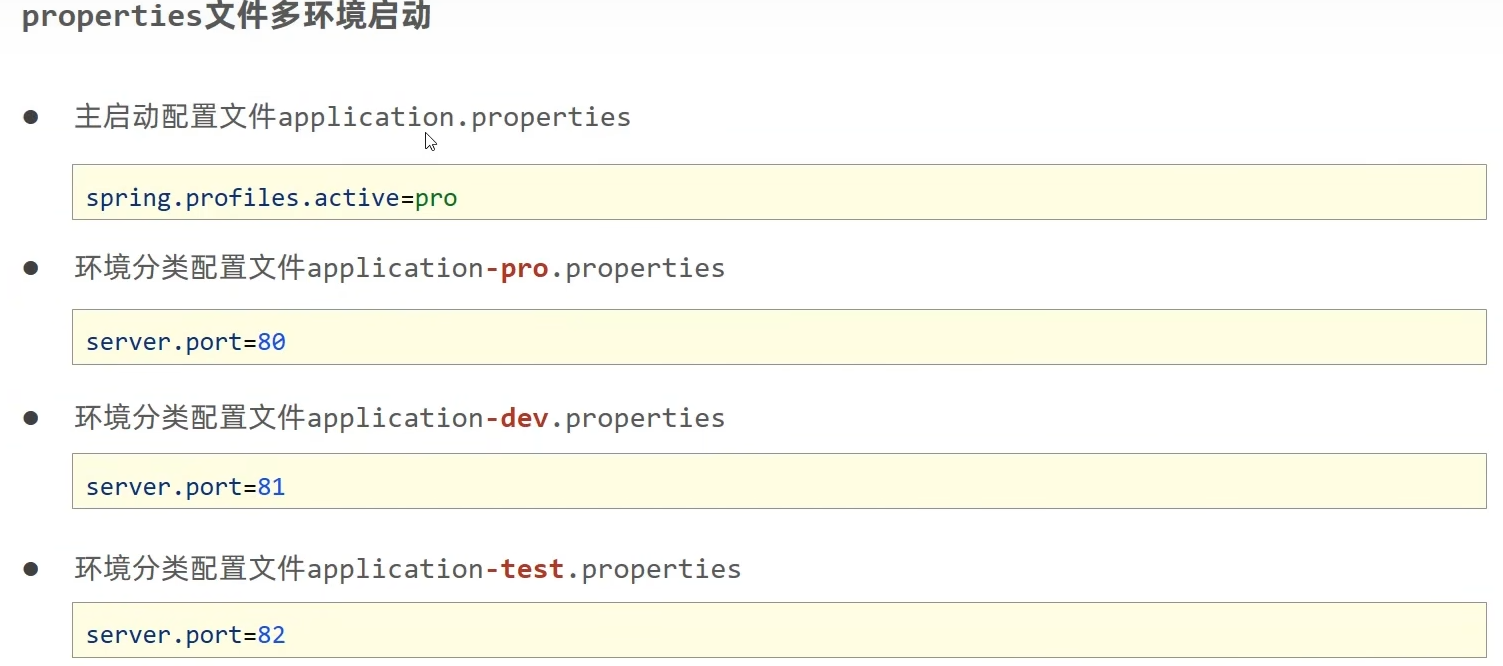 properties文件多环境启动
主启动配置文件application.properties
spring.profiles.active=pro
环境分类配置文件application-pro.properties
server.port=80
环境分类配置文件application-dev.properties
server.port=81
环境分类配置文件application-test.properties
server.port=82